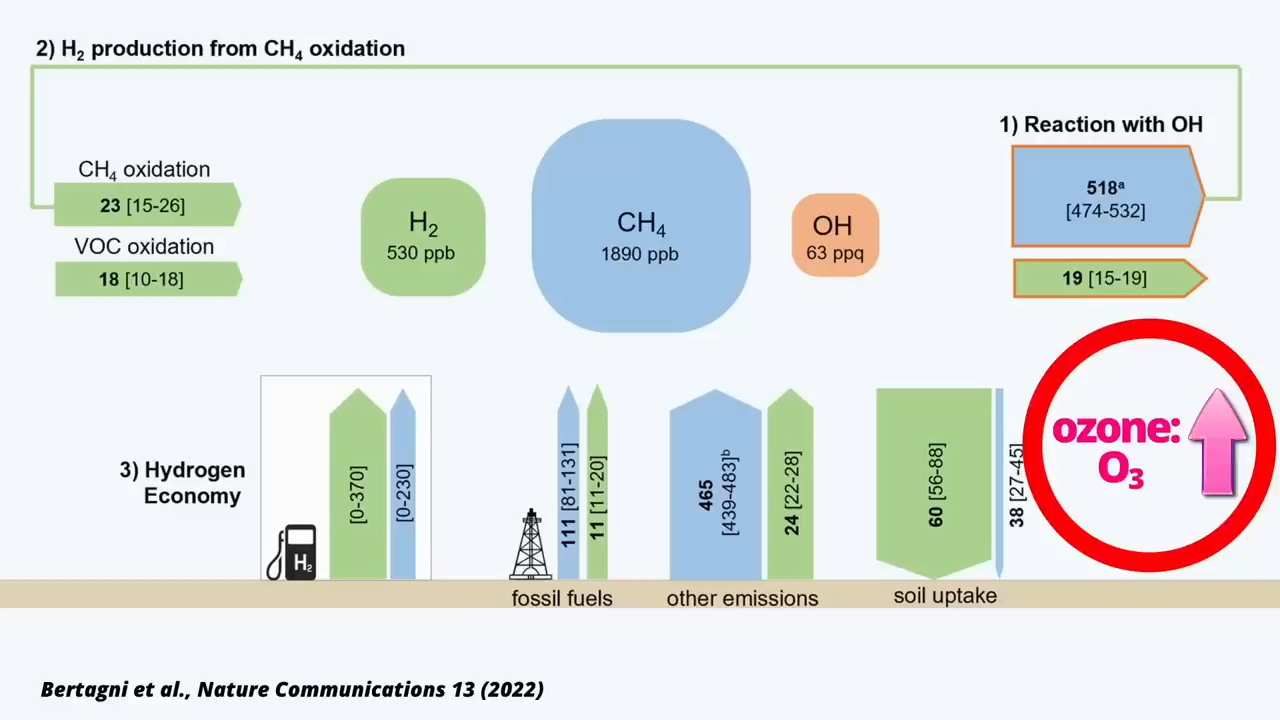 2) H₂ production from CH₄ oxidation
1) Reaction with OH
CH₄ oxidation
23 [15-26]
VOC oxidation
18 [10-18]
H₂
530 ppb
CH₄
1890 ppb
OH
63 ppq
518ᵃ
[474-532]
19 [15-19]
3) Hydrogen
Economy
H₂
[0-370]
[0-230]
111 [81-131]
11 [11-20]
465
[439-483]ᵇ
24 [22-28]
60 [56-88]
38 [27-45]
ozone:
O₃
fossil fuels
other emissions
soil uptake
Bertagni et al., Nature Communications 13 (2022)